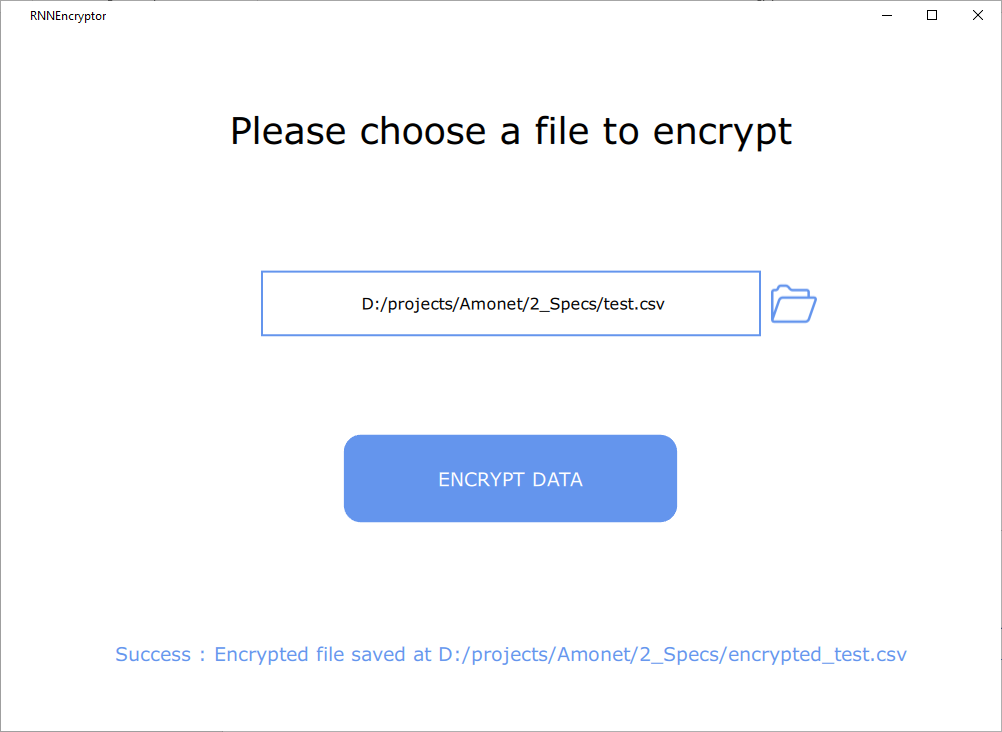 RNNEncryptor
Please choose a file to encrypt
D:/projects/Amonet/2_Specs/test.csv
ENCRYPT DATA
Success : Encrypted file saved at D:/projects/Amonet/2_Specs/encrypted_test.csv